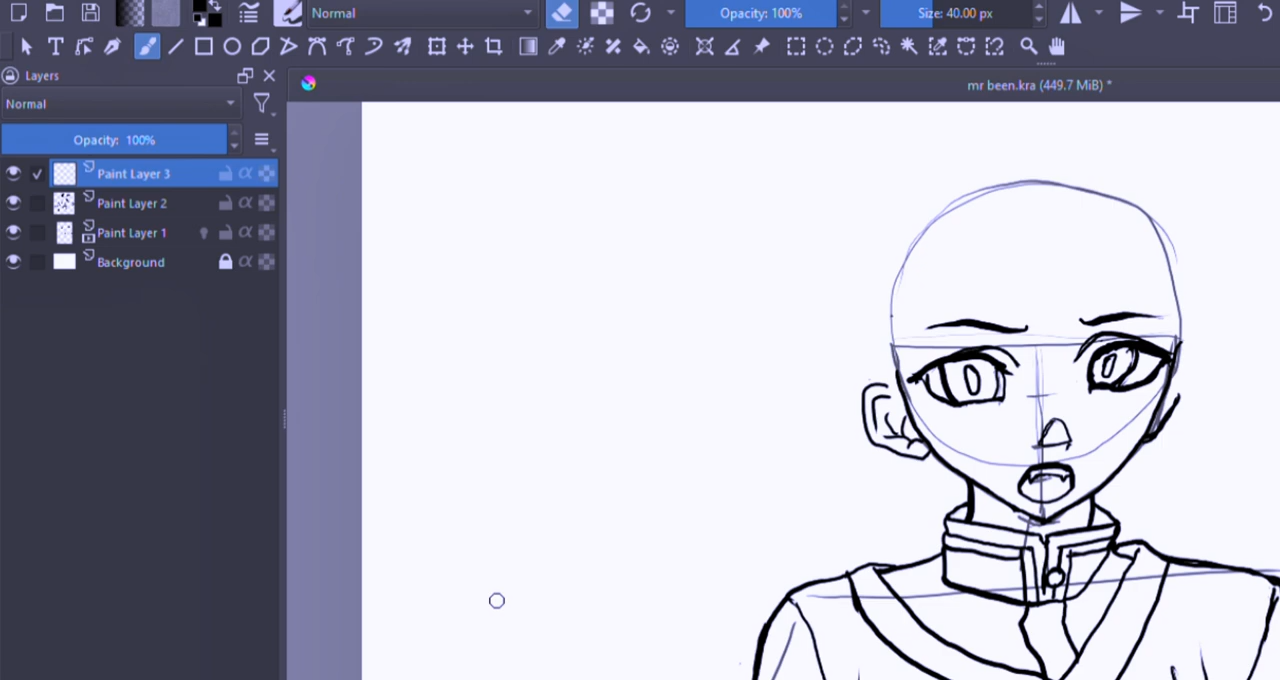 Normal
Opacity: 100%
Size: 40.00 px
Layers
mr been.kra (449.7 MiB) *
Normal
Opacity: 100%
Paint Layer 3
Paint Layer 2
Paint Layer 1
Background